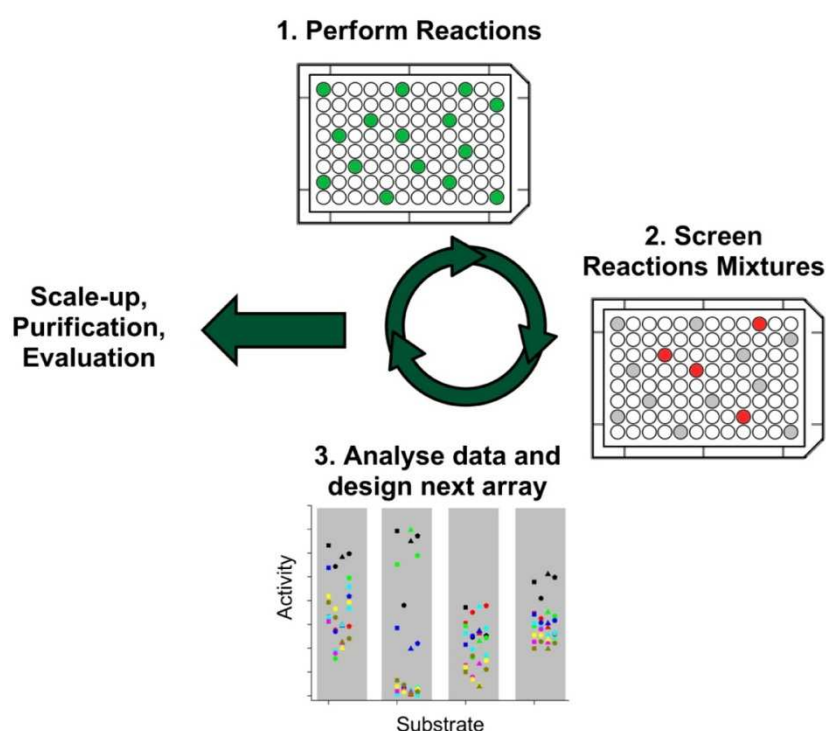 1. Perform Reactions
2. Screen
Reactions Mixtures
Scale-up,
Purification,
Evaluation
3. Analyse data and
design next array
Activity
Substrate